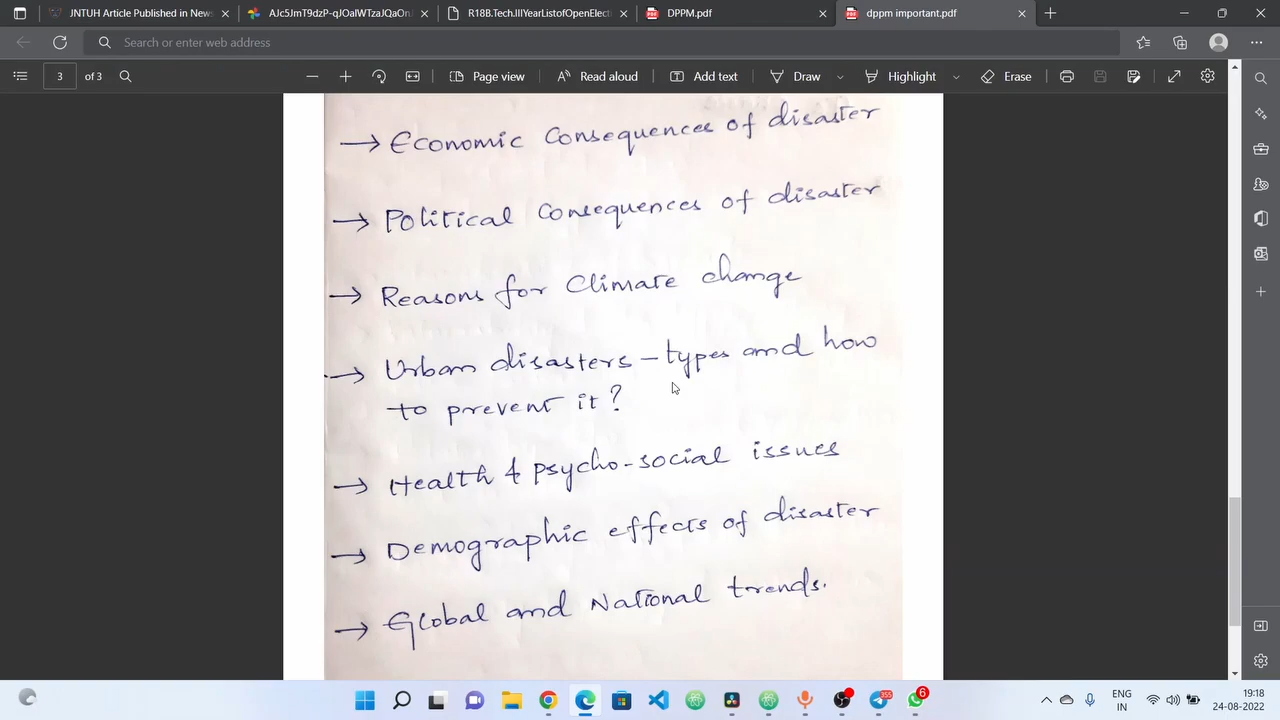 JNTUH Article Published in News
AJc5JmT9dzP-qJOalWTzaJQaOn
R18B.Tech.IIIYearListofOpenElect
DPPM.pdf
dppm important.pdf
Search or enter web address
3 of 3
Page view
Read aloud
Add text
Draw
Highlight
Erase
→ Economic Consequences of disaster
→ Political Consequences of disaster
→ Reasons for Climate change
→ Urban disasters – types and how
to prevent it?
→ Health & psycho-social issues
→ Demographic effects of disaster
→ Global and National trends.
355
6
ENG
IN
19:18
24-08-2022